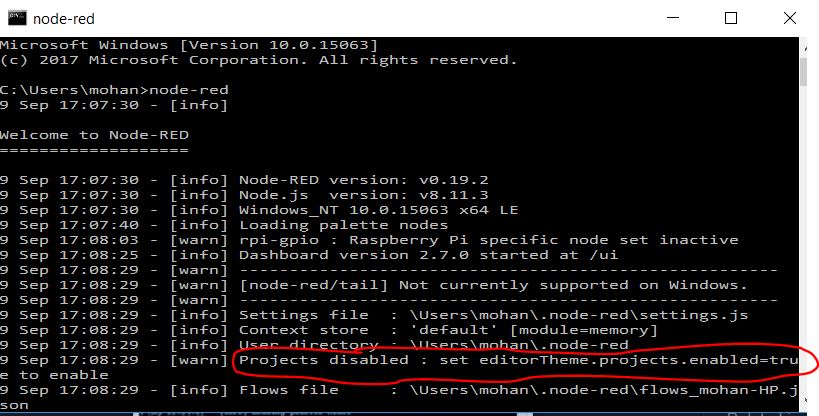 node-red
Microsoft Windows [Version 10.0.15063]
(c) 2017 Microsoft Corporation. All rights reserved.
C:\Users\mohan>node-red
9 Sep 17:07:30 - [info]
Welcome to Node-RED
===================
9 Sep 17:07:30 - [info] Node-RED version: v0.19.2
9 Sep 17:07:30 - [info] Node.js  version: v8.11.3
9 Sep 17:07:30 - [info] Windows_NT 10.0.15063 x64 LE
9 Sep 17:07:40 - [info] Loading palette nodes
9 Sep 17:08:03 - [warn] rpi-gpio : Raspberry Pi specific node set inactive
9 Sep 17:08:25 - [info] Dashboard version 2.7.0 started at /ui
9 Sep 17:08:29 - [warn] ------------------------------------------------------
9 Sep 17:08:29 - [warn] [node-red/tail] Not currently supported on Windows.
9 Sep 17:08:29 - [warn] ------------------------------------------------------
9 Sep 17:08:29 - [info] Settings file  : \Users\mohan\.node-red\settings.js
9 Sep 17:08:29 - [info] Context store  : 'default' [module=memory]
9 Sep 17:08:29 - [info] User directory : \Users\mohan\.node-red
9 Sep 17:08:29 - [warn] Projects disabled : set editorTheme.projects.enabled=tru
e to enable
9 Sep 17:08:29 - [info] Flows file     : \Users\mohan\.node-red\flows_mohan-HP.j
son